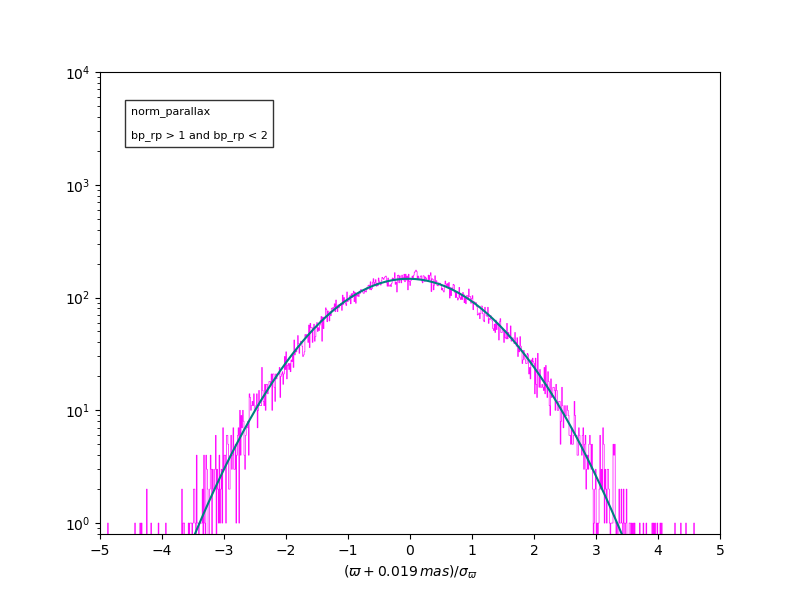 10^4
norm_parallax
bp_rp > 1 and bp_rp < 2
10^3
10^2
10^1
10^0
−5 −4 −3 −2 −1 0 1 2 3 4 5
(ϖ + 0.019 mas)/σ_ϖ